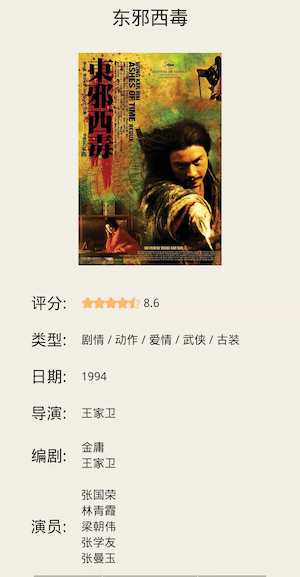 东邪西毒
東邪西毒
WONG KAR WAI
ASHES OF TIME REDUX
评分: 8.6
类型: 剧情 / 动作 / 爱情 / 武侠 / 古装
日期: 1994
导演: 王家卫
编剧: 金庸
王家卫
演员: 张国荣
林青霞
梁朝伟
张学友
张曼玉